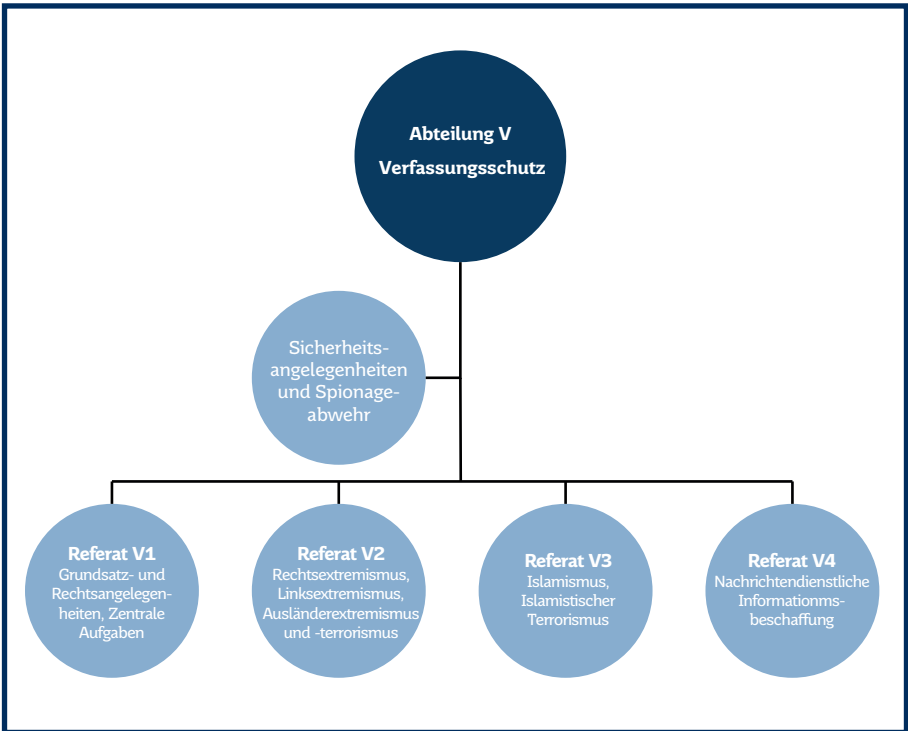 Abteilung V
Verfassungsschutz
Sicherheits-
angelegenheiten
und Spionage-
abwehr
Referat V1
Grundsatz- und
Rechtsangelegen-
heiten, Zentrale
Aufgaben
Referat V2
Rechtsextremismus,
Linksextremismus,
Ausländerextremismus
und -terrorismus
Referat V3
Islamismus,
Islamistischer
Terrorismus
Referat V4
Nachrichtendienstliche
Informationms-
beschaffung